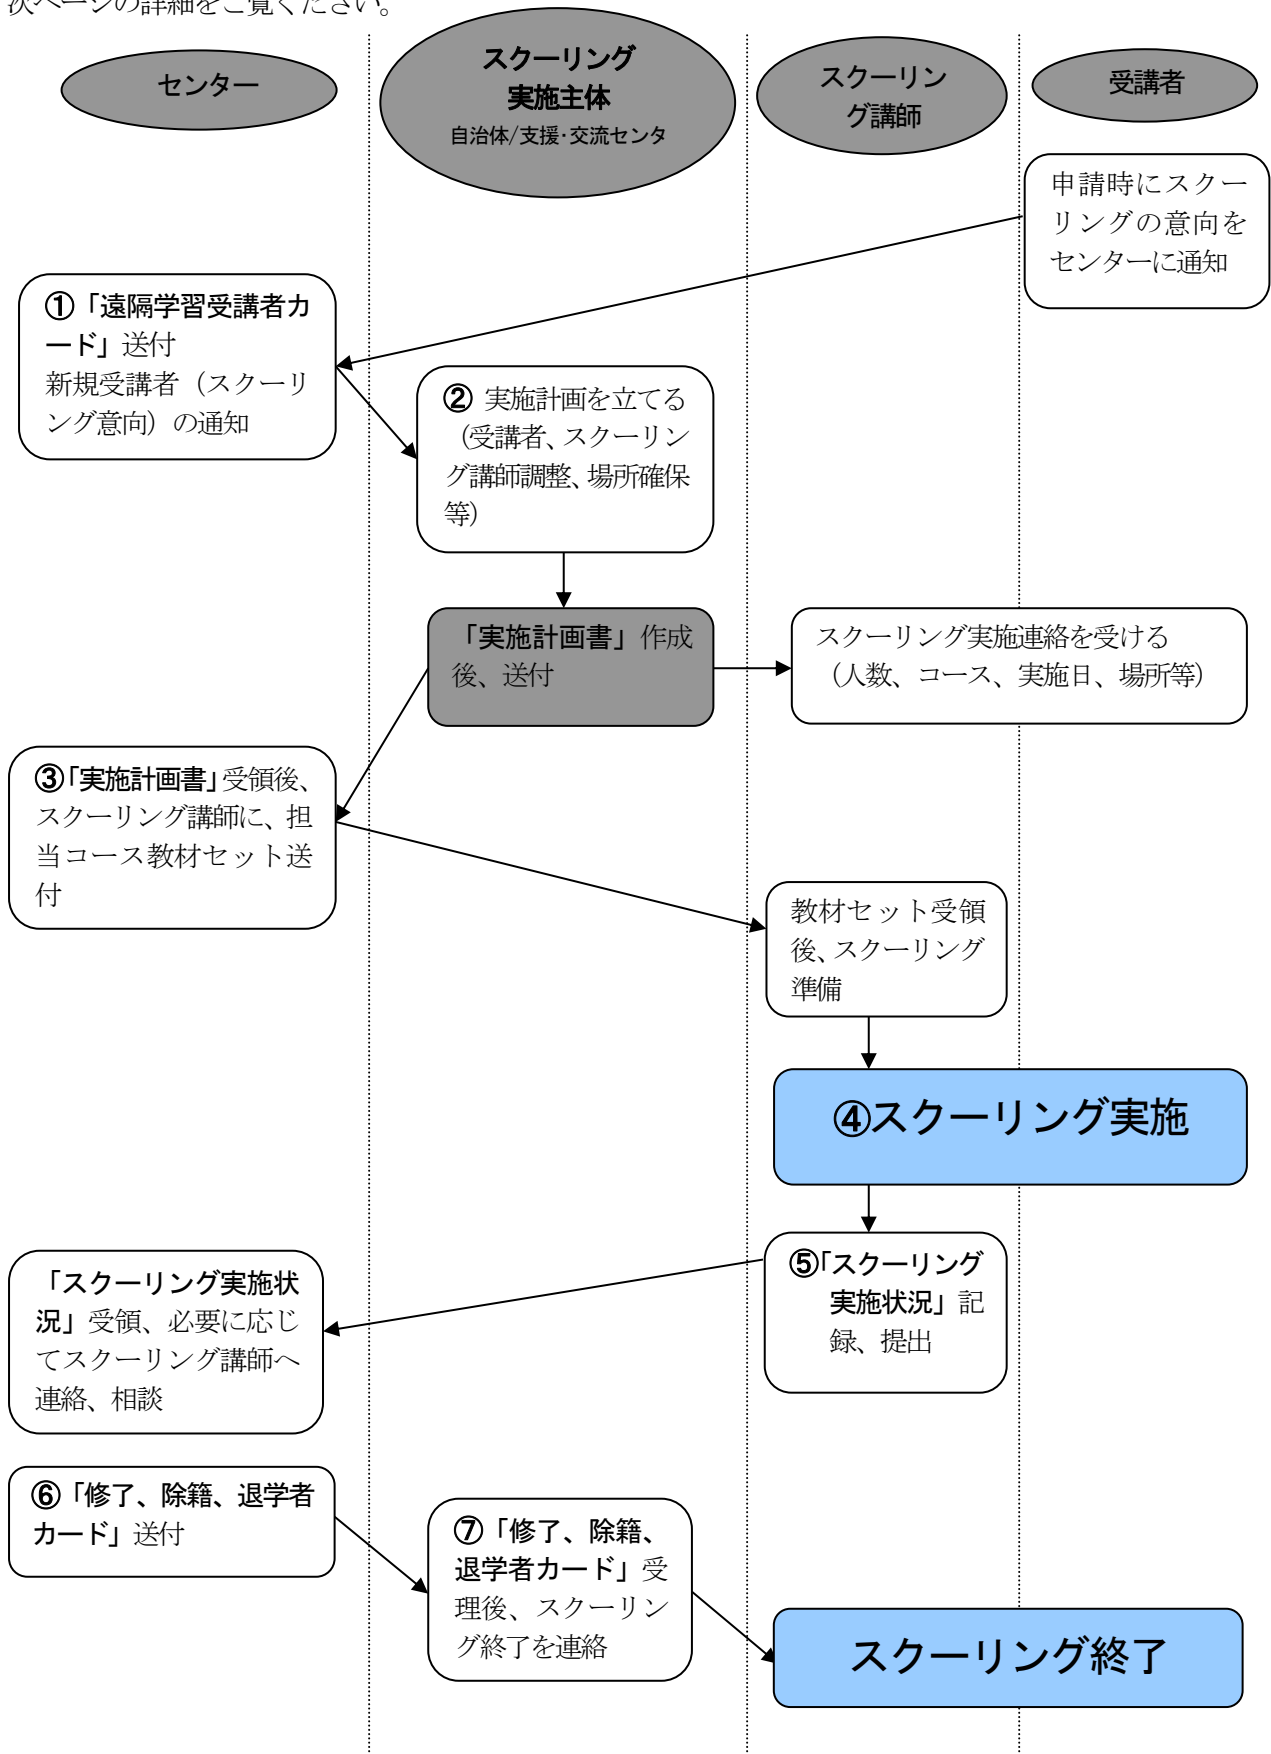 次ページの詳細をご覧ください。
センター
スクーリング
実施主体
自治体/支援・交流センタ
スクーリン
グ講師
受講者
申請時にスクー
リングの意向を
センターに通知
①「遠隔学習受講者カ
ード」送付
新規受講者（スクーリ
ング意向）の通知
② 実施計画を立てる
（受講者、スクーリン
グ講師調整、場所確保
等）
「実施計画書」作成
後、送付
スクーリング実施連絡を受ける
（人数、コース、実施日、場所等）
③「実施計画書」受領後、
スクーリング講師に、担
当コース教材セット送
付
教材セット受領
後、スクーリング
準備
④スクーリング実施
⑤「スクーリング
実施状況」記
録、提出
「スクーリング実施状
況」受領、必要に応じ
てスクーリング講師へ
連絡、相談
⑥「修了、除籍、退学者
カード」送付
⑦「修了、除籍、
退学者カード」受
理後、スクーリン
グ終了を連絡
スクーリング終了